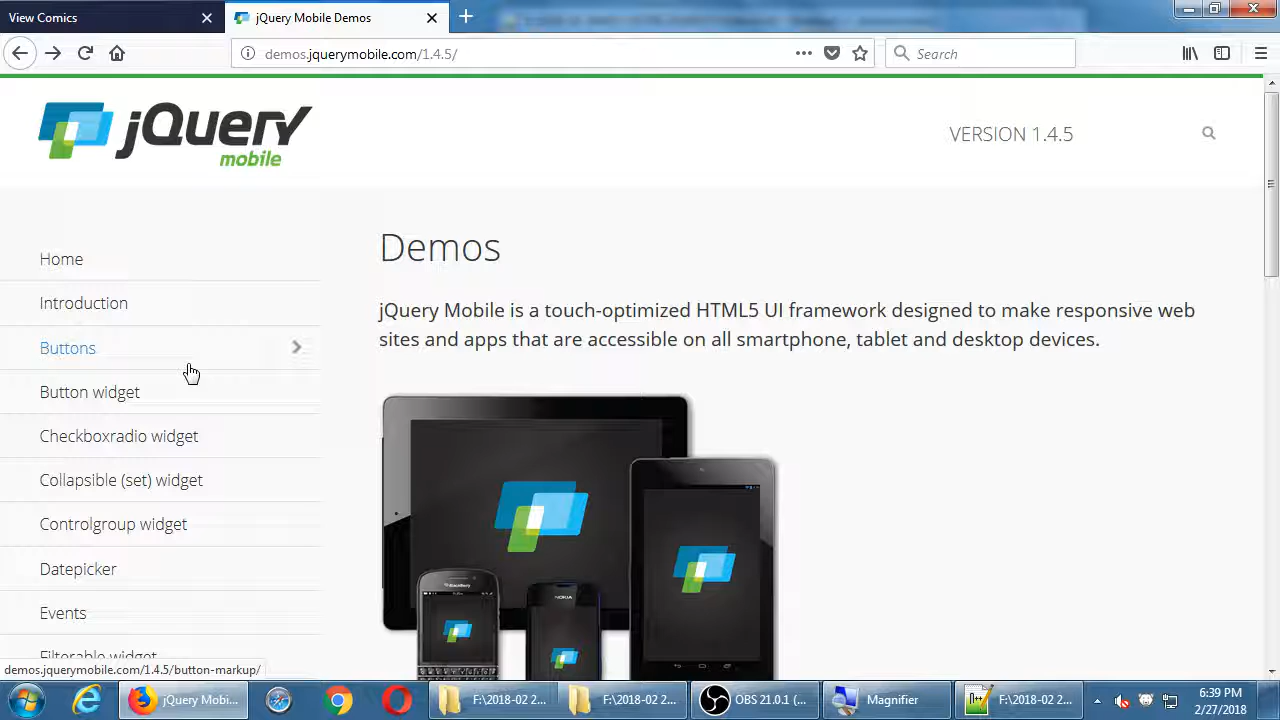 View Comics
jQuery Mobile Demos
demos.jquerymobile.com/1.4.5/
Search
jQuery
mobile
VERSION 1.4.5
Home
Introduction
Buttons
Button widget
Checkboxradio widget
Collapsible (set) widget
Controlgroup widget
Datepicker
Events
Filterable widget
Demos
jQuery Mobile is a touch-optimized HTML5 UI framework designed to make responsive web
sites and apps that are accessible on all smartphone, tablet and desktop devices.
BlackBerry
NOKIA
demos.jquerymobile.com/1.4.5/button-markup/
jQuery Mobi...
F:\2018-02 2...
F:\2018-02 2...
OBS 21.0.1 (...
Magnifier
F:\2018-02 2...
6:39 PM
2/27/2018